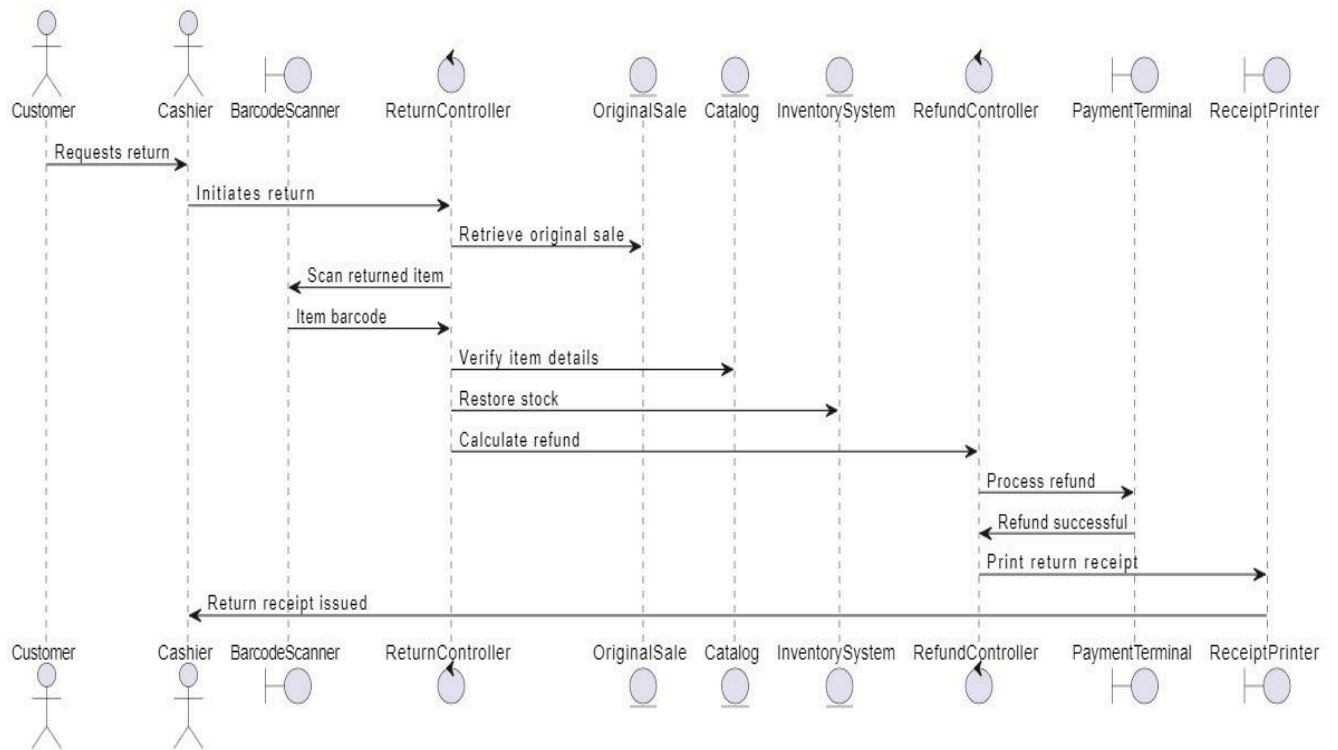 Customer
Cashier
BarcodeScanner
ReturnController
OriginalSale
Catalog
InventorySystem
RefundController
PaymentTerminal
ReceiptPrinter
Requests return
Initiates return
Retrieve original sale
Scan returned item
Item barcode
Verify item details
Restore stock
Calculate refund
Process refund
Refund successful
Print return receipt
Return receipt issued
Customer
Cashier
BarcodeScanner
ReturnController
OriginalSale
Catalog
InventorySystem
RefundController
PaymentTerminal
ReceiptPrinter